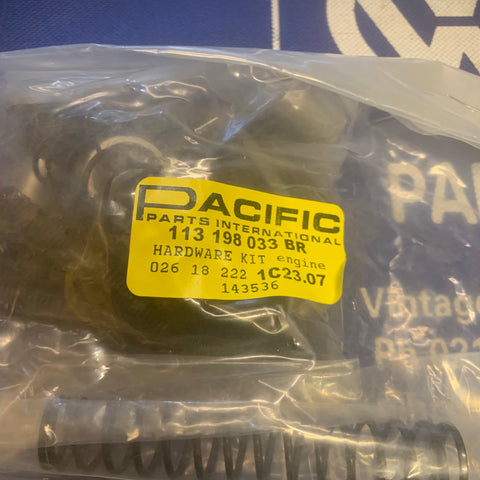 PACIFIC
PARTS INTERNATIONAL
113 198 033 BR
HARDWARE KIT engine
026 18 222 1C23.07
143536
PA
Vintage